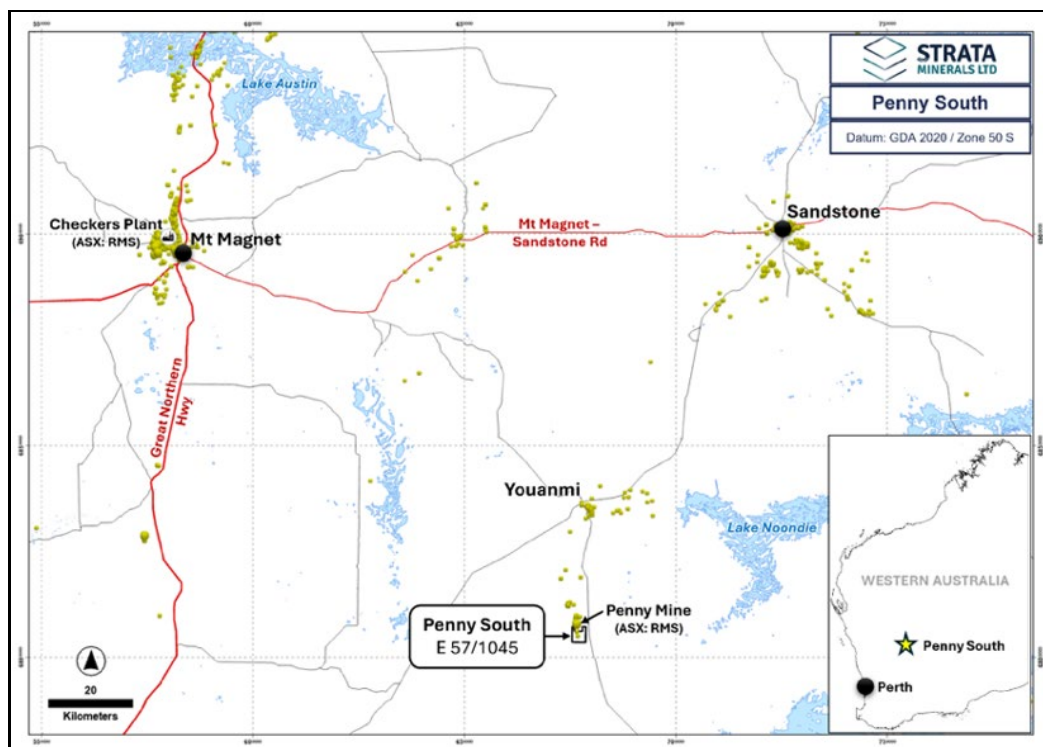 STRATA
MINERALS LTD
Penny South
Datum: GDA 2020 / Zone 50 S
Lake Austin
Checkers Plant
(ASX: RMS)
Mt Magnet
Mt Magnet –
Sandstone Rd
Sandstone
Great Northern
Hwy
Youanmi
Lake Noondie
Penny South
E 57/1045
Penny Mine
(ASX: RMS)
20
Kilometers
WESTERN AUSTRALIA
Penny South
Perth